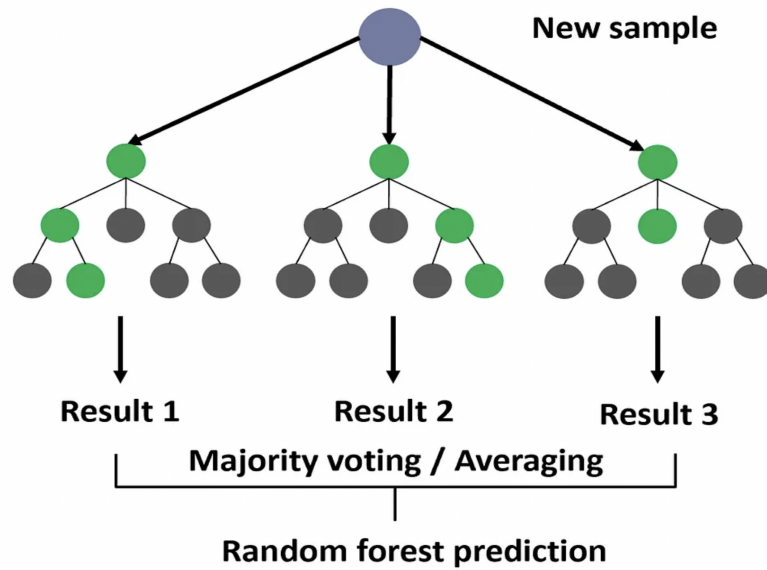 New sample
Result 1
Result 2
Result 3
Majority voting / Averaging
Random forest prediction